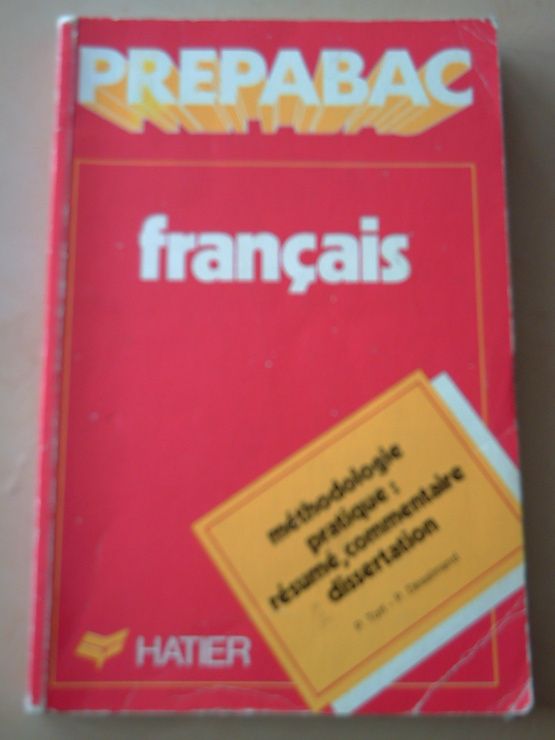 PREPABAC
français
méthodologie
pratique :
résumé, commentaire
dissertation
HATIER